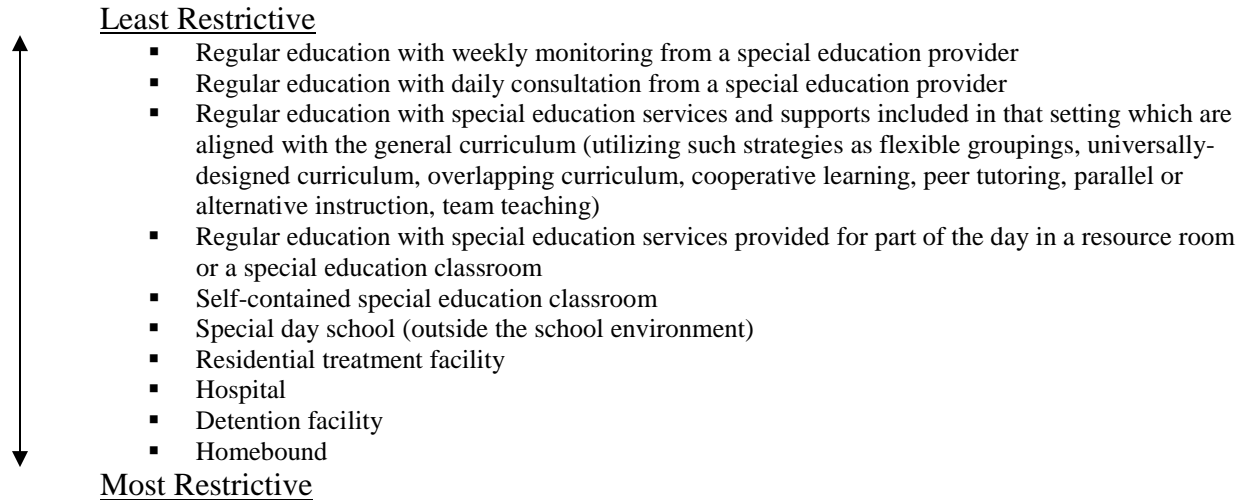 Least Restrictive
▪ Regular education with weekly monitoring from a special education provider
▪ Regular education with daily consultation from a special education provider
▪ Regular education with special education services and supports included in that setting which are
aligned with the general curriculum (utilizing such strategies as flexible groupings, universally-
designed curriculum, overlapping curriculum, cooperative learning, peer tutoring, parallel or
alternative instruction, team teaching)
▪ Regular education with special education services provided for part of the day in a resource room
or a special education classroom
▪ Self-contained special education classroom
▪ Special day school (outside the school environment)
▪ Residential treatment facility
▪ Hospital
▪ Detention facility
▪ Homebound
Most Restrictive